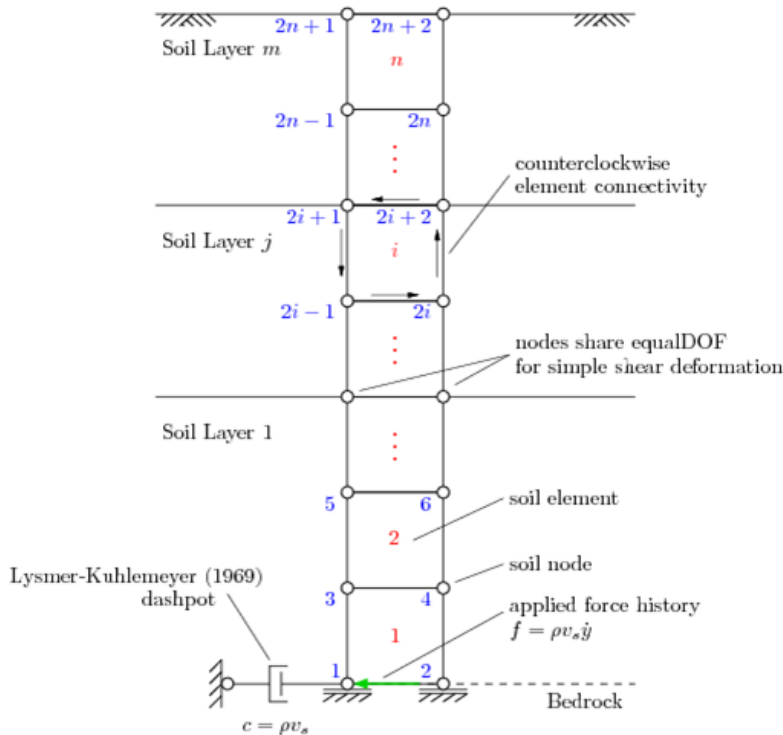 2n + 1
2n + 2
Soil Layer m
n
2n − 1
2n
⋮
counterclockwise
element connectivity
2i + 1
2i + 2
Soil Layer j
i
2i − 1
2i
⋮
nodes share equalDOF
for simple shear deformation
Soil Layer 1
⋮
5
6
soil element
2
Lysmer-Kuhlemeyer (1969)
dashpot
3
4
soil node
applied force history
f = ρvₛẏ
1
1
2
Bedrock
c = ρvₛ